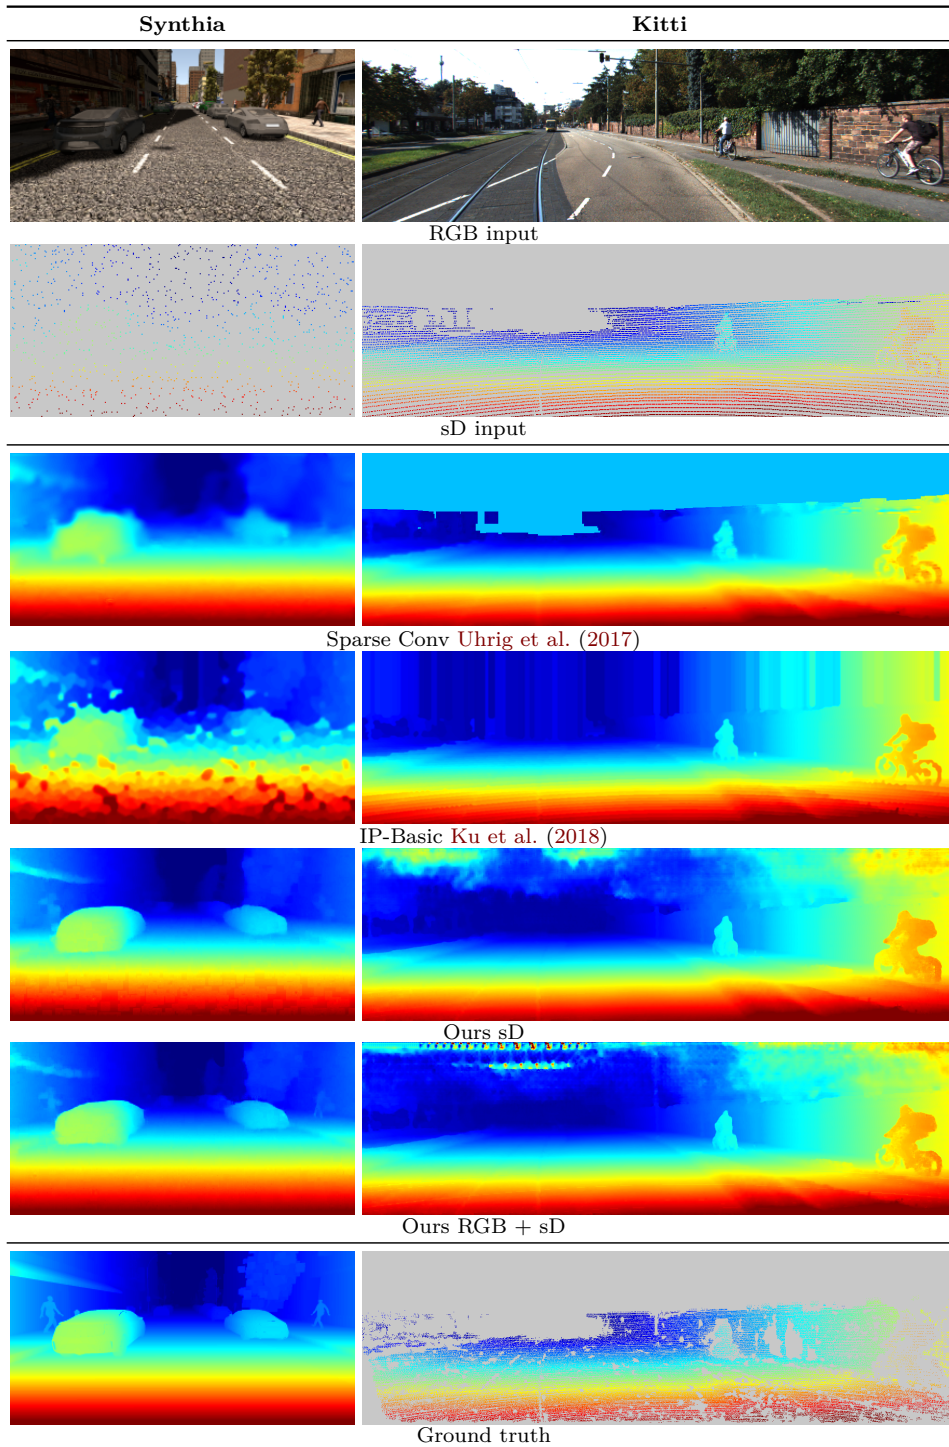 Synthia Kitti
RGB input
sD input
Sparse Conv Uhrig et al. (2017)
IP-Basic Ku et al. (2018)
Ours sD
Ours RGB + sD
Ground truth